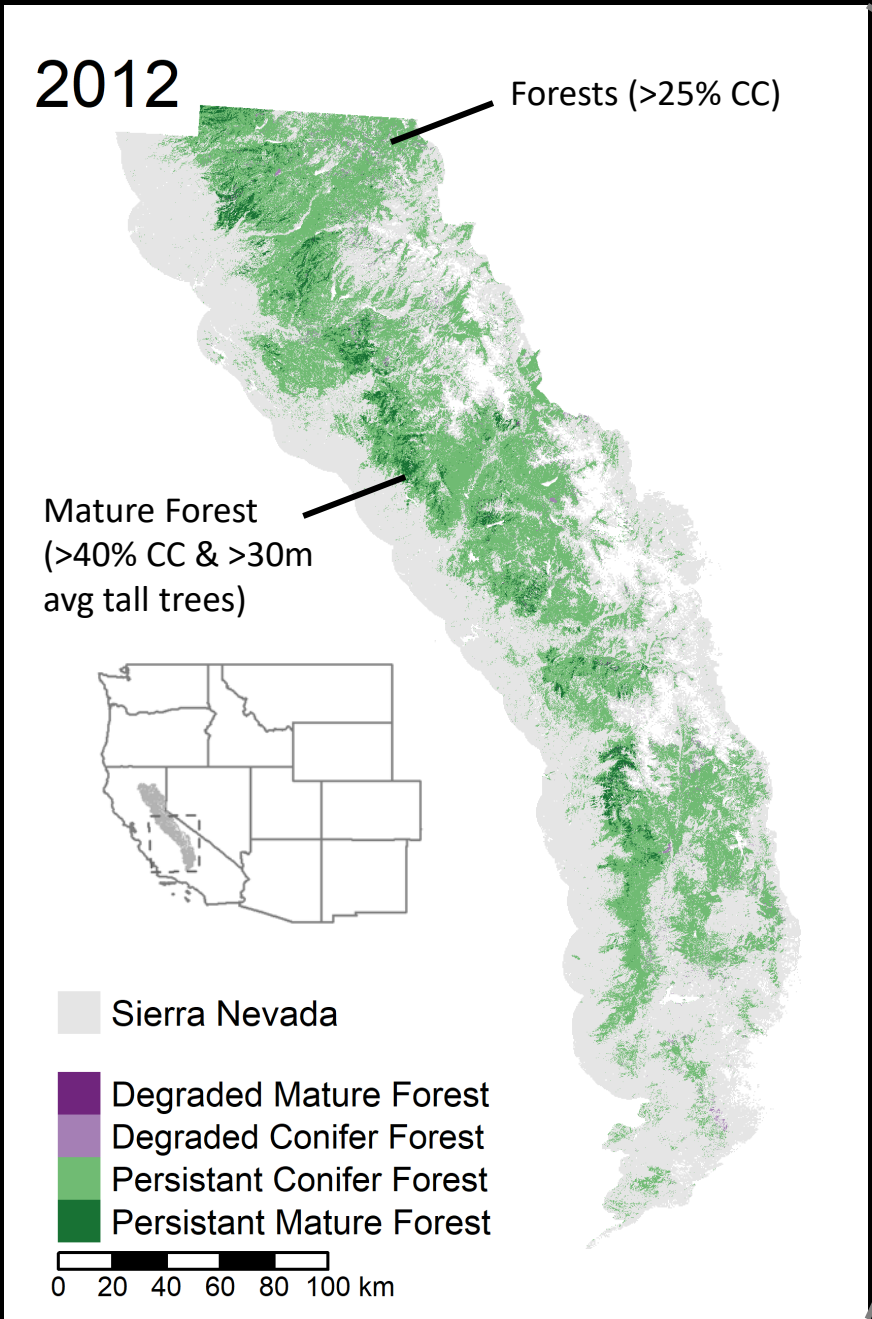 2012
Forests (>25% CC)
Mature Forest
(>40% CC & >30m
avg tall trees)
Sierra Nevada
Degraded Mature Forest
Degraded Conifer Forest
Persistant Conifer Forest
Persistant Mature Forest
0 20 40 60 80 100 km